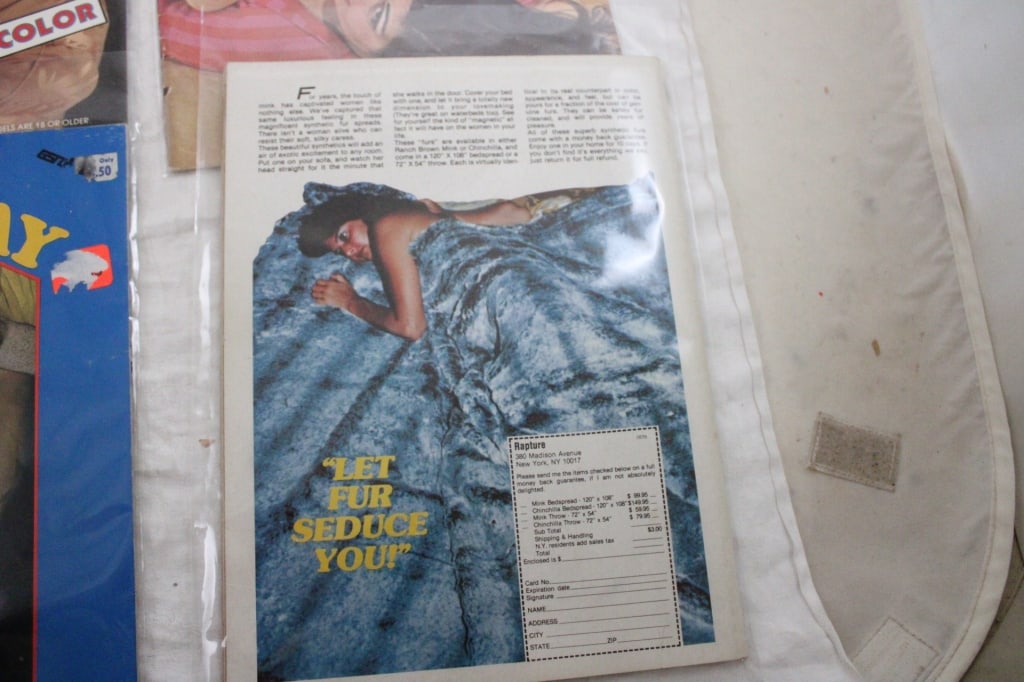 COLOR
ELS ARE 18 OR OLDER
Only
.50
AY
For years, the touch of
mink has captivated women like
nothing else. We've captured that
same luxurious feeling in these
magnificent synthetic fur spreads.
There isn't a woman alive who can
resist their soft, silky caress.
These beautiful synthetics will add an
air of exotic excitement to any room.
Put one on your sofa, and watch her
head straight for it the minute that
she walks in the door. Cover your bed
with one, and let it bring a totally new
dimension to your lovemaking
(They're great on waterbeds too). See
for yourself the kind of "magnetic" ef-
fect it will have on the women in your
life.
These "furs" are available in either
Ranch Brown Mink or Chinchilla, and
come in a 120" X 108" bedspread or a
72" X 54" throw. Each is virtually iden-
tical to its real counterpart in color,
appearance, and feel, but can be
yours for a fraction of the cost of gen-
uine furs. They can be safely
cleaned, and will provide years of
pleasure.
All of these superb synthetic furs
come with a money back guarantee.
Enjoy one in your home for 10 days. If
you don't find it's everything we say,
just return it for full refund.
"LET
FUR
SEDUCE
YOU!"
Rapture
380 Madison Avenue
New York, NY 10017
Please send me the items checked below on a full
money back guarantee, if I am not absolutely
delighted.
Mink Bedspread - 120" x 108" $ 99.95
Chinchilla Bedspread - 120" x 108" $149.95
Mink Throw - 72" x 54" $ 59.95
Chinchilla Throw - 72" x 54" $ 79.95
Sub Total
Shipping & Handling $3.00
N.Y. residents add sales tax
Total
Enclosed is $
Card No.
Expiration date
Signature
NAME
ADDRESS
CITY
STATE ZIP